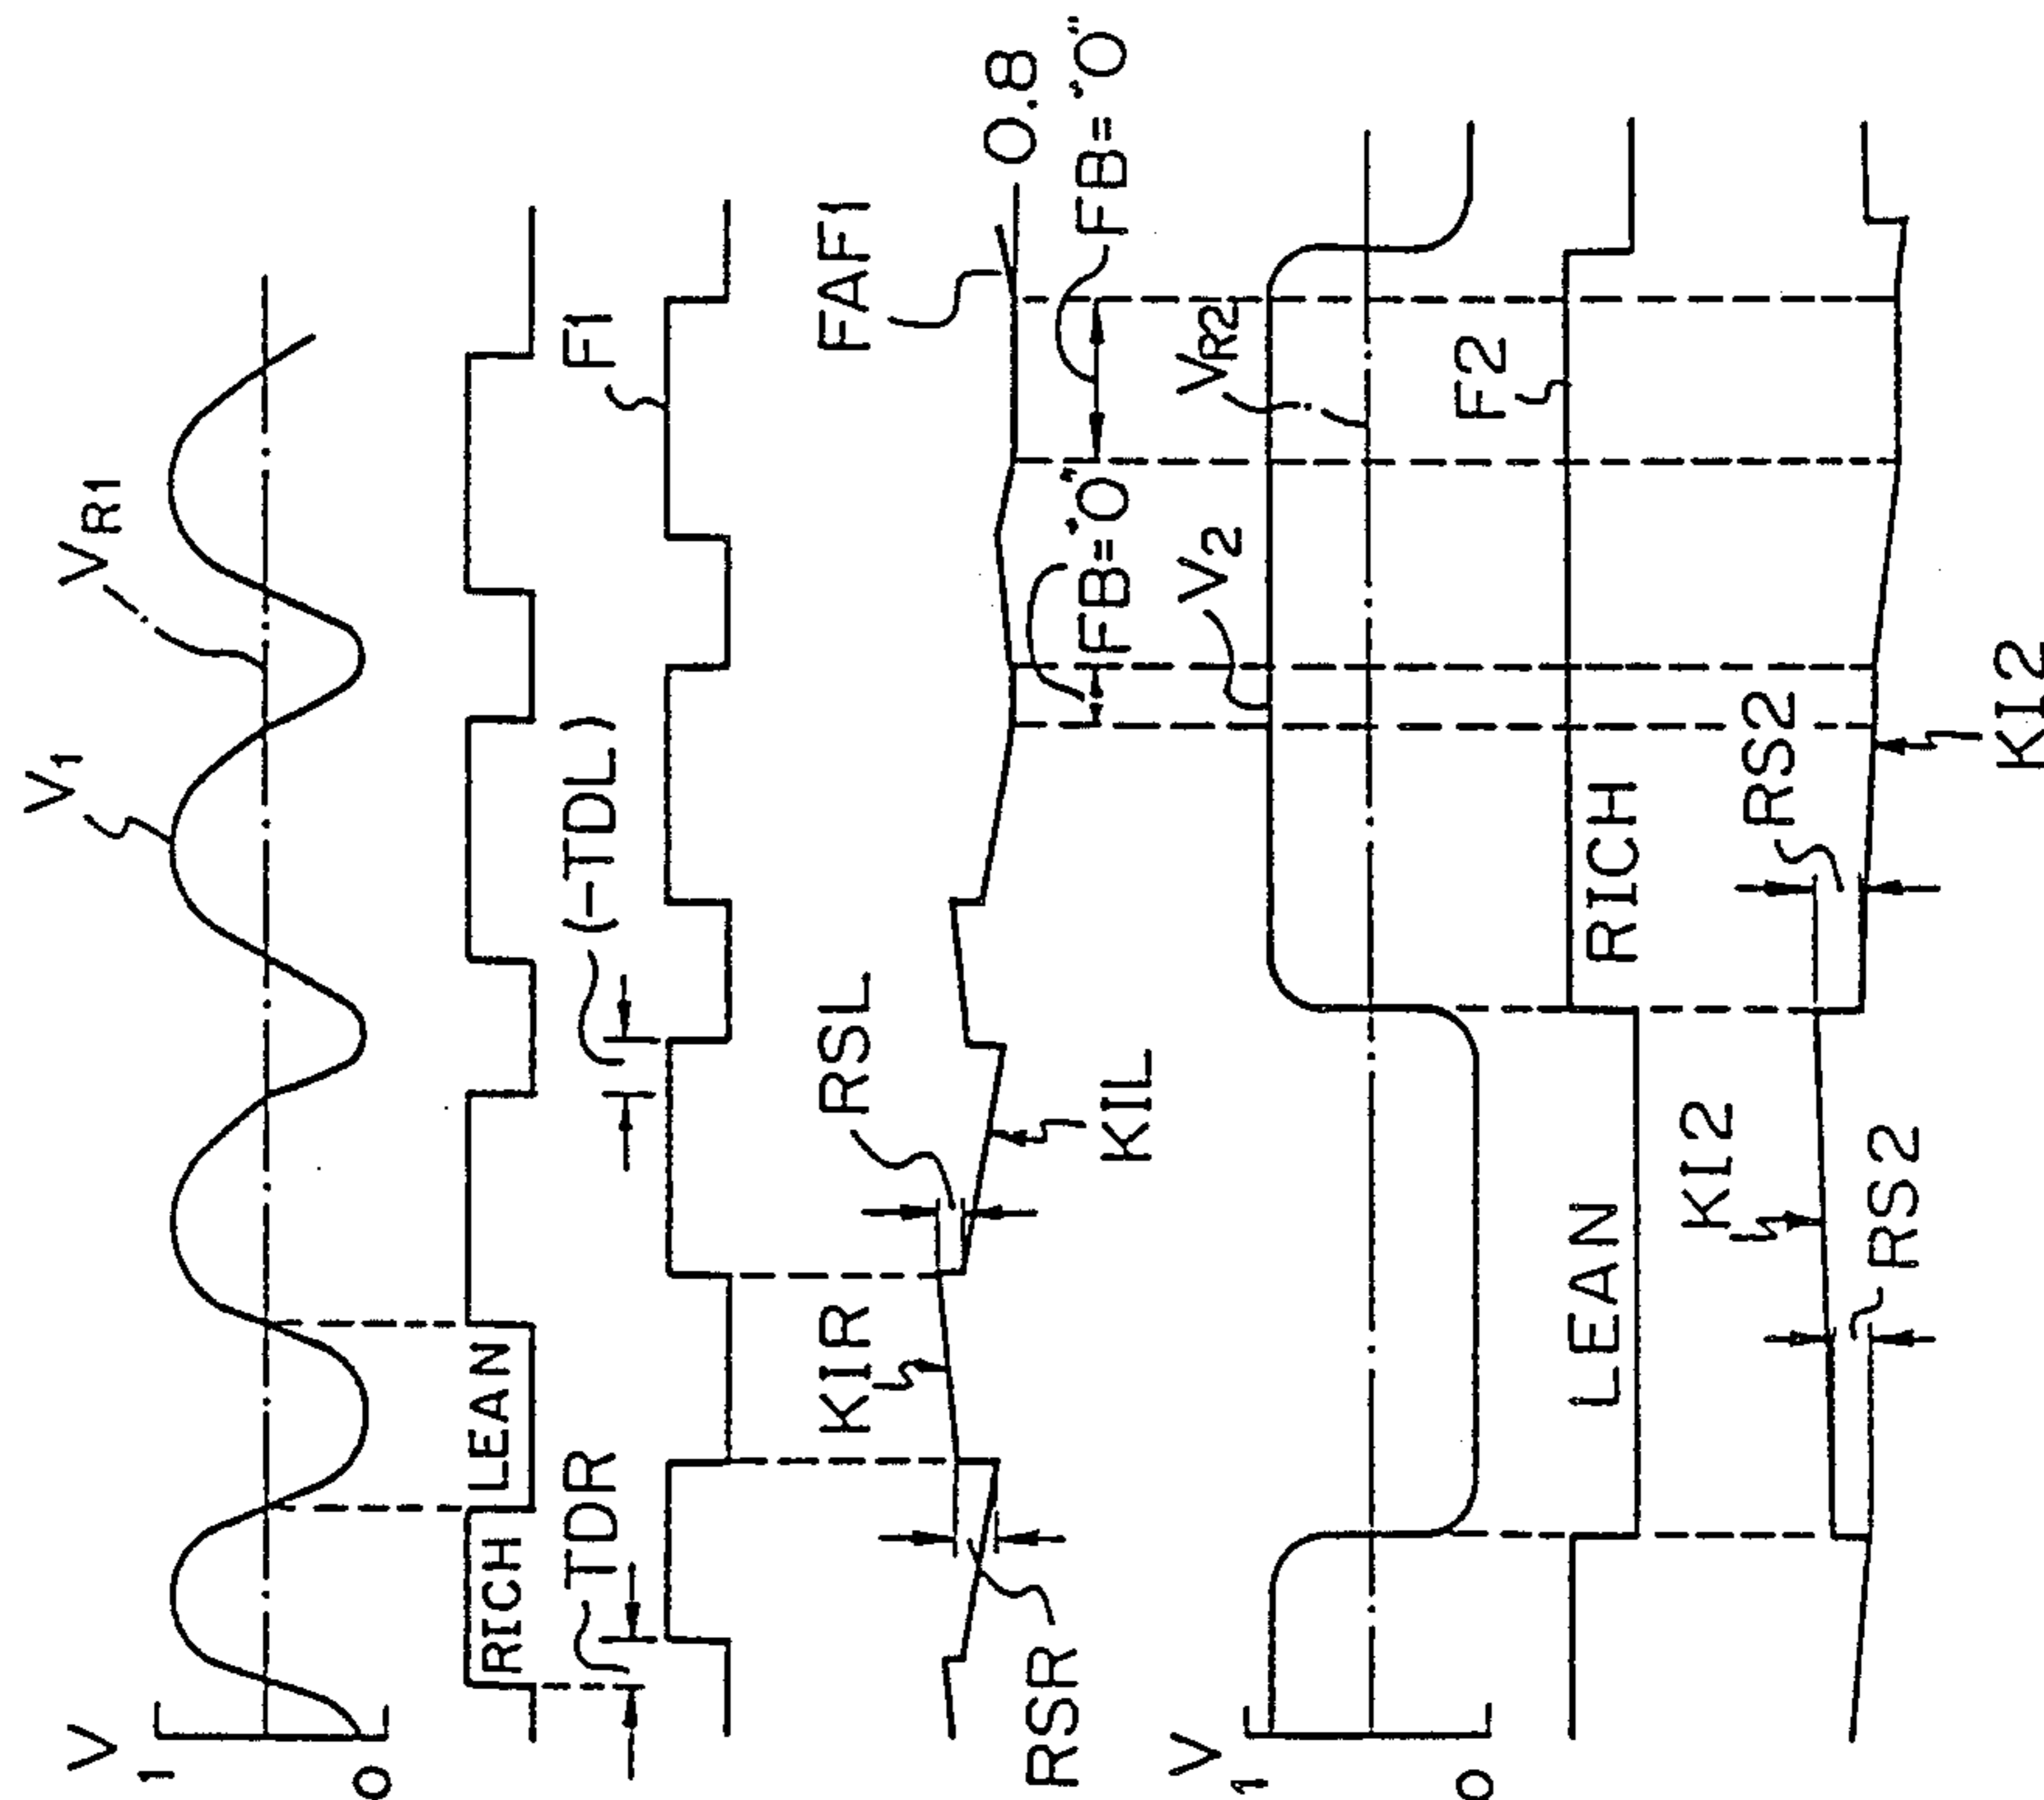 V
1
0
V1
VR1
RICH
LEAN
TDR
(-TDL)
F1
RSR
KIR
RSL
KIL
FAF1
0.8
FB="0"
FB="0"
V
1
0
V2
VR2
LEAN
RICH
F2
RS2
KI2
RS2
KI2